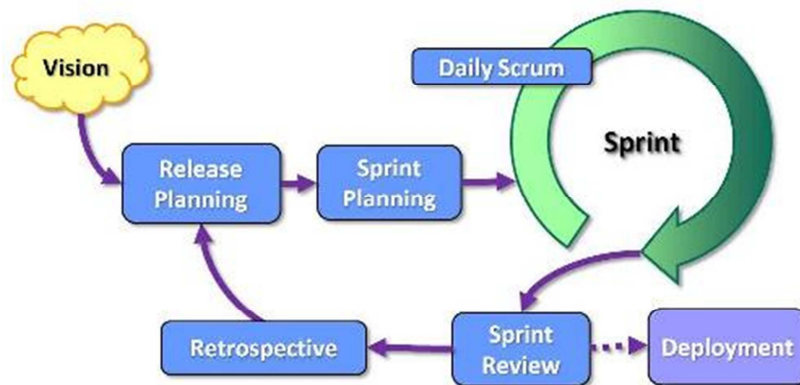 Vision
Daily Scrum
Release
Planning
Sprint
Planning
Sprint
Retrospective
Sprint
Review
Deployment